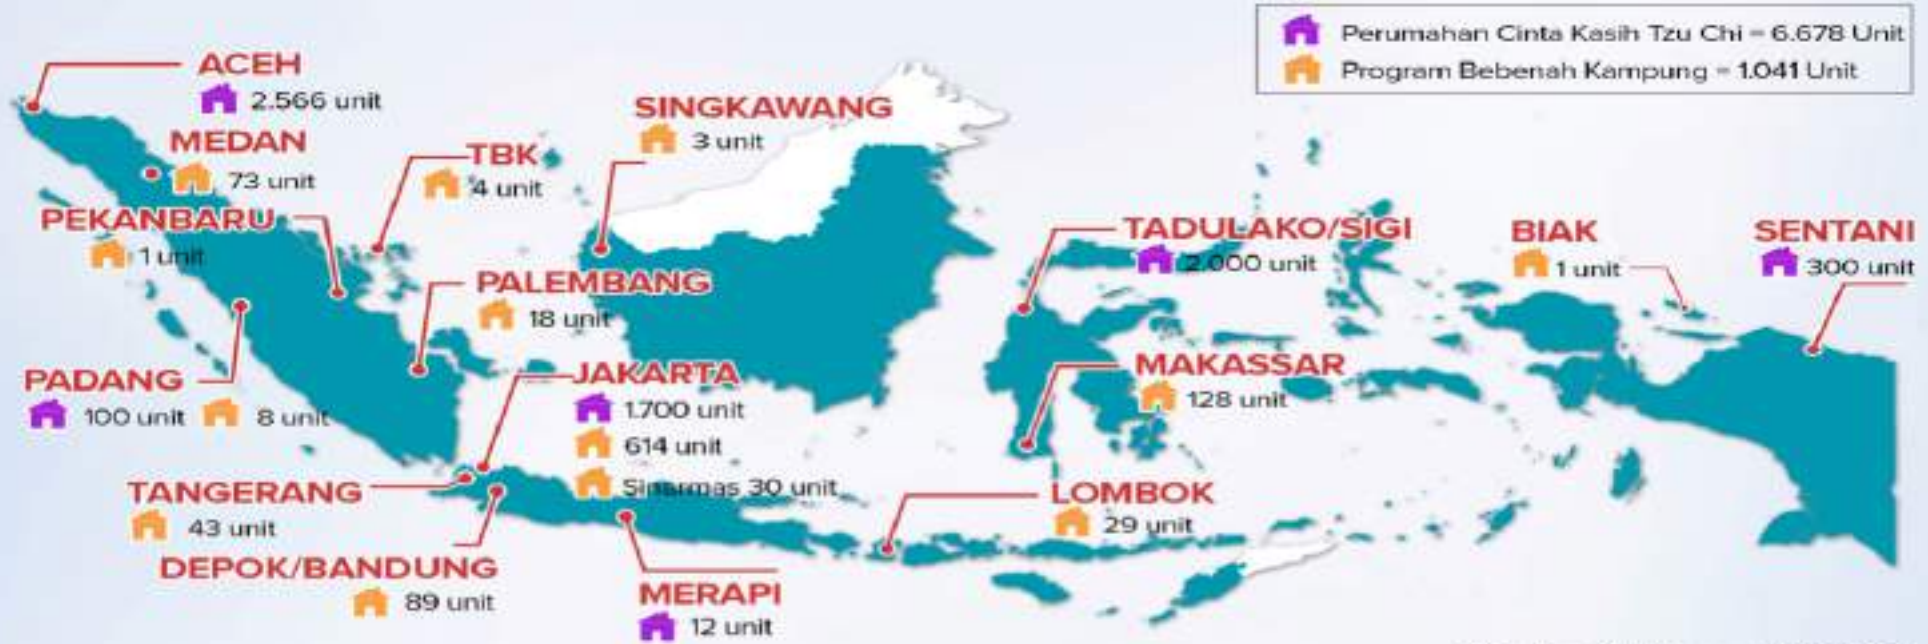 Perumahan Cinta Kasih Tzu Chi = 6.678 Unit
Program Bebenah Kampung = 1.041 Unit
ACEH
2.566 unit
MEDAN
73 unit
PEKANBARU
1 unit
PADANG
100 unit 8 unit
TBK
4 unit
SINGKAWANG
3 unit
PALEMBANG
18 unit
JAKARTA
1.700 unit
614 unit
Sinarmas 30 unit
TANGERANG
43 unit
DEPOK/BANDUNG
89 unit
MERAPI
12 unit
LOMBOK
29 unit
TADULAKO/SIGI
2.000 unit
MAKASSAR
128 unit
BIAK
1 unit
SENTANI
300 unit